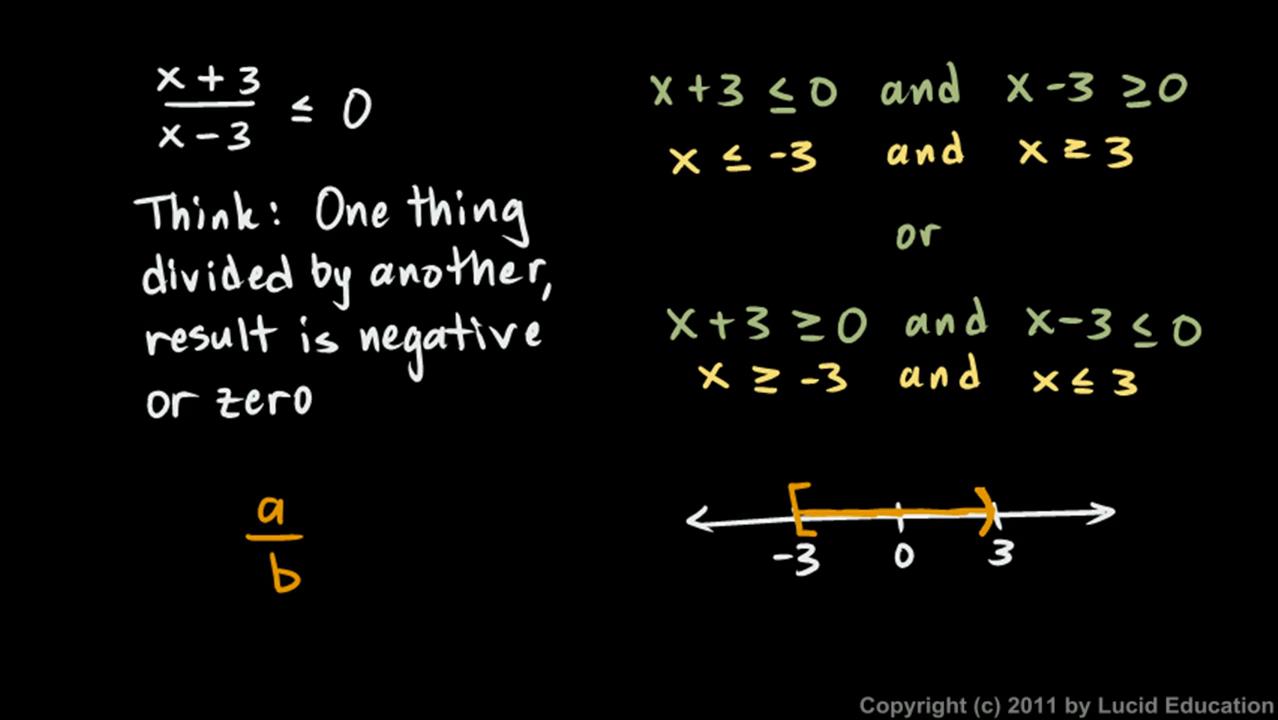 x + 3
x - 3
≤ 0
Think: One thing
divided by another,
result is negative
or zero
a
b
x + 3 ≤ 0 and x - 3 ≥ 0
x ≤ -3 and x ≥ 3
or
x + 3 ≥ 0 and x - 3 ≤ 0
x ≥ -3 and x ≤ 3
[ )
-3 0 3
Copyright (c) 2011 by Lucid Education